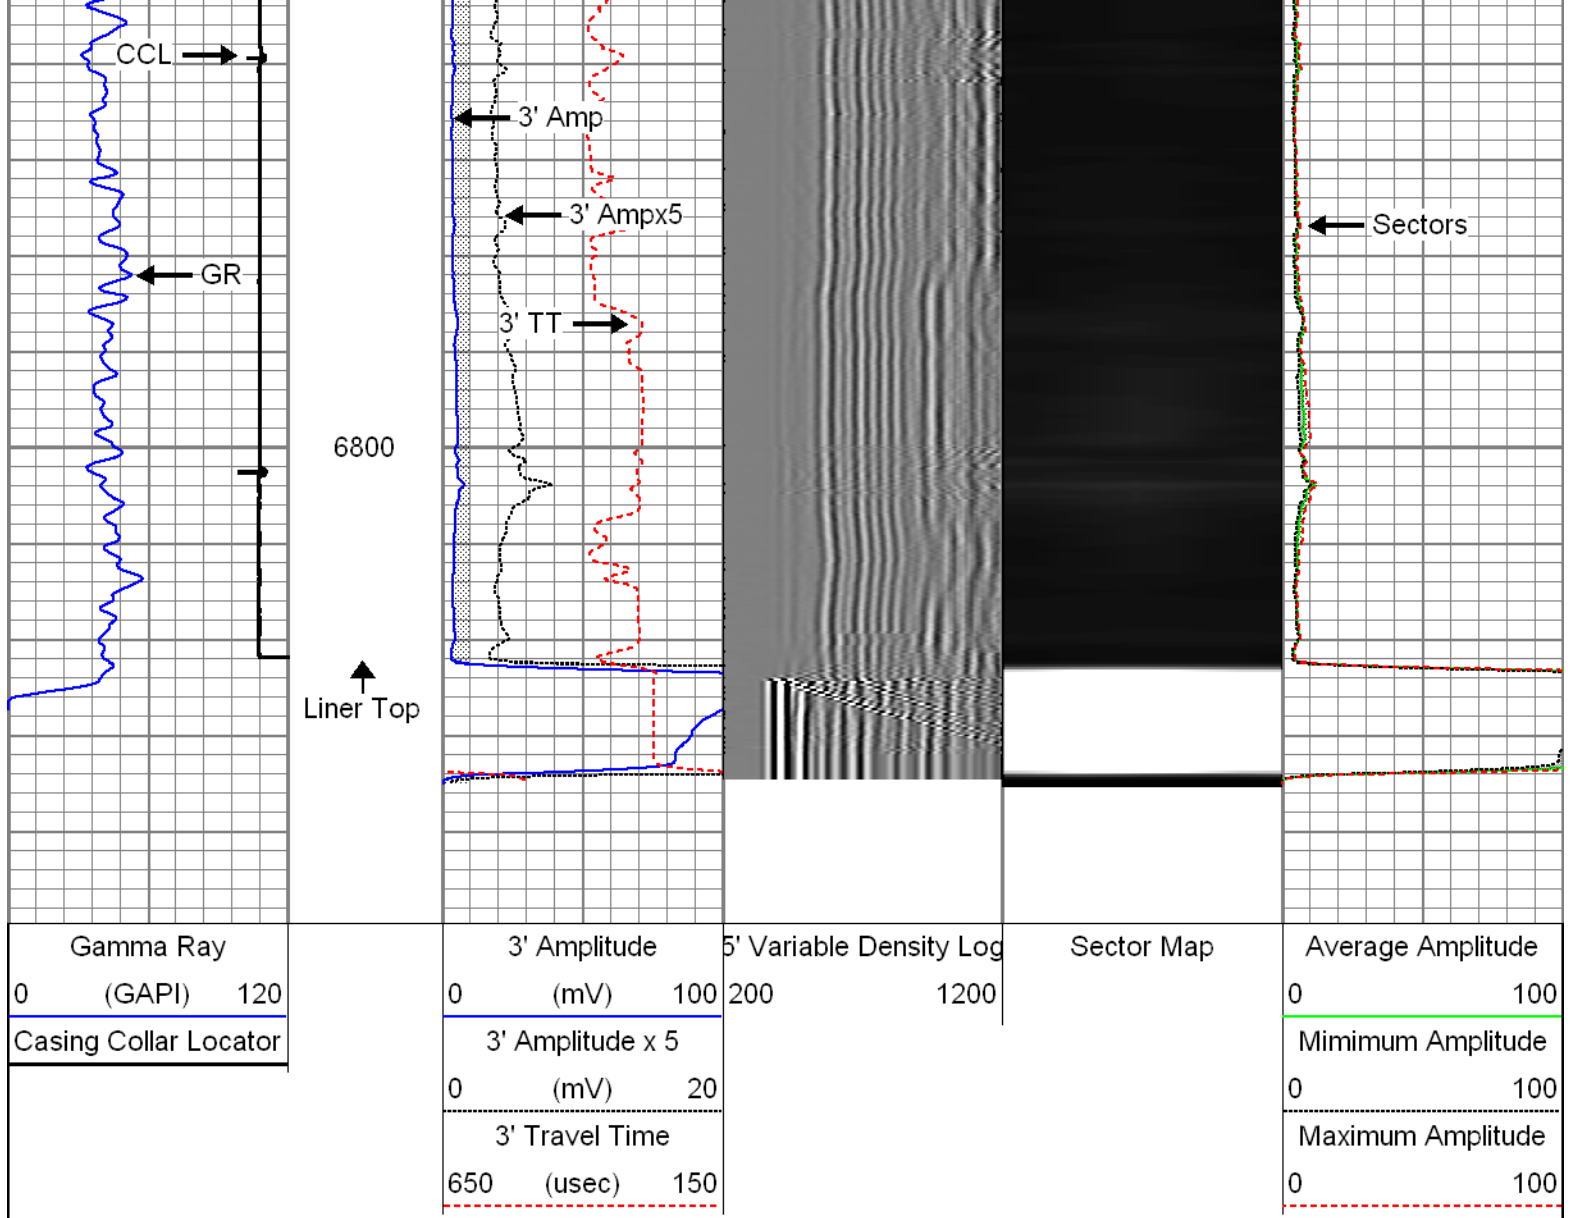 CCL
3' Amp
3' Ampx5
Sectors
GR
3' TT
6800
Liner Top
Gamma Ray
0 (GAPI) 120
Casing Collar Locator
3' Amplitude
0 (mV) 100
3' Amplitude x 5
0 (mV) 20
3' Travel Time
650 (usec) 150
5' Variable Density Log
200 1200
Sector Map
Average Amplitude
0 100
Mimimum Amplitude
0 100
Maximum Amplitude
0 100